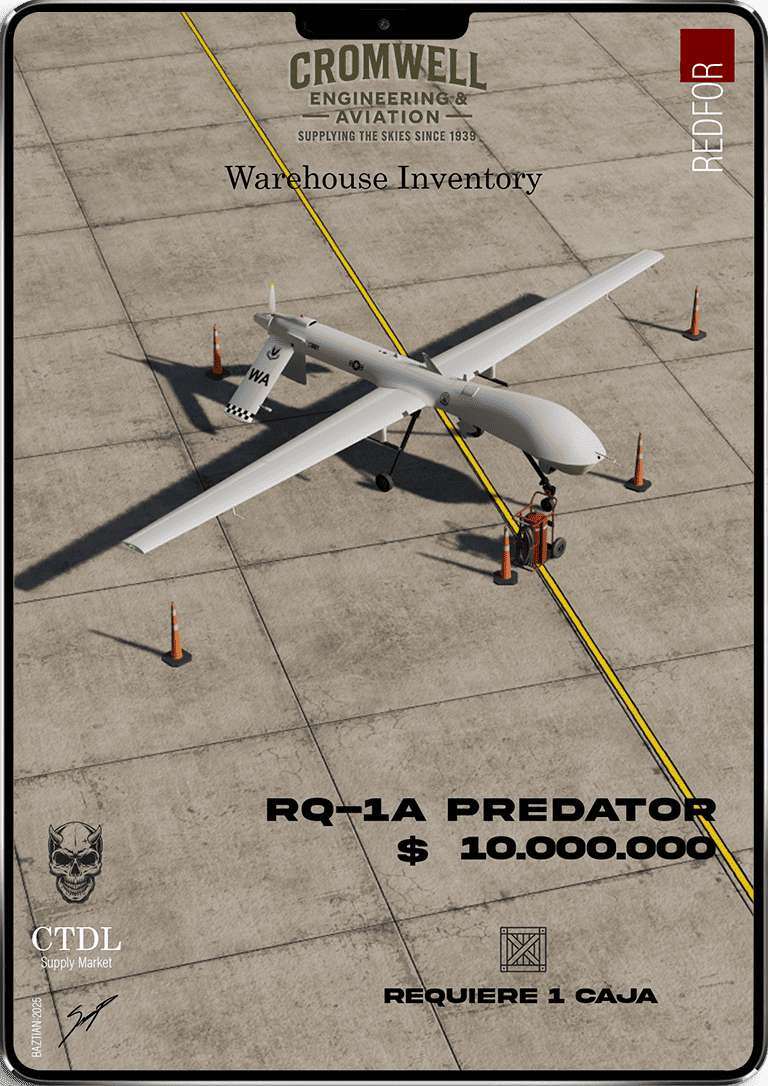 CROMWELL
ENGINEERING &
AVIATION
SUPPLYING THE SKIES SINCE 1939
REDFOR
Warehouse Inventory
WA
RQ-1A PREDATOR
$ 10.000.000
CTDL
Supply Market
REQUIERE 1 CAJA
BAZTIAN-2025